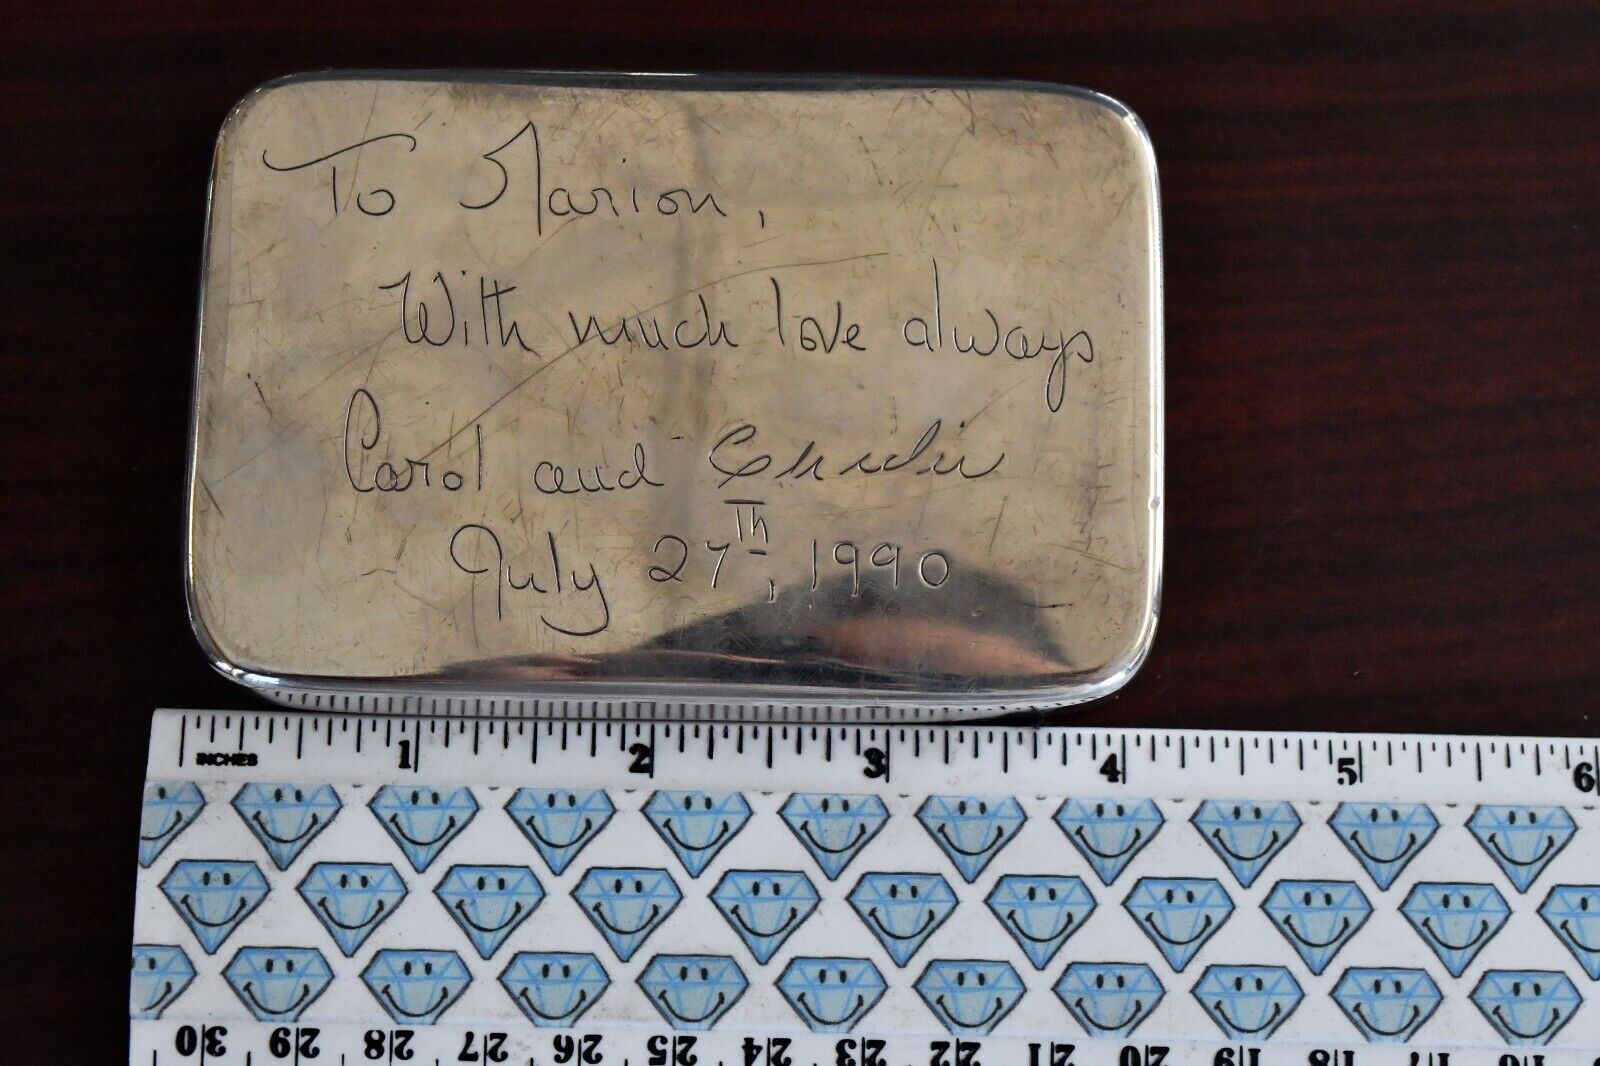 To Marion,
With much love always
Carol and
July 27Th, 1990
INCHES
1 2 3 4 5 6
30 29 28 27 26 25 24 23 22 21 20 19 18 17 16